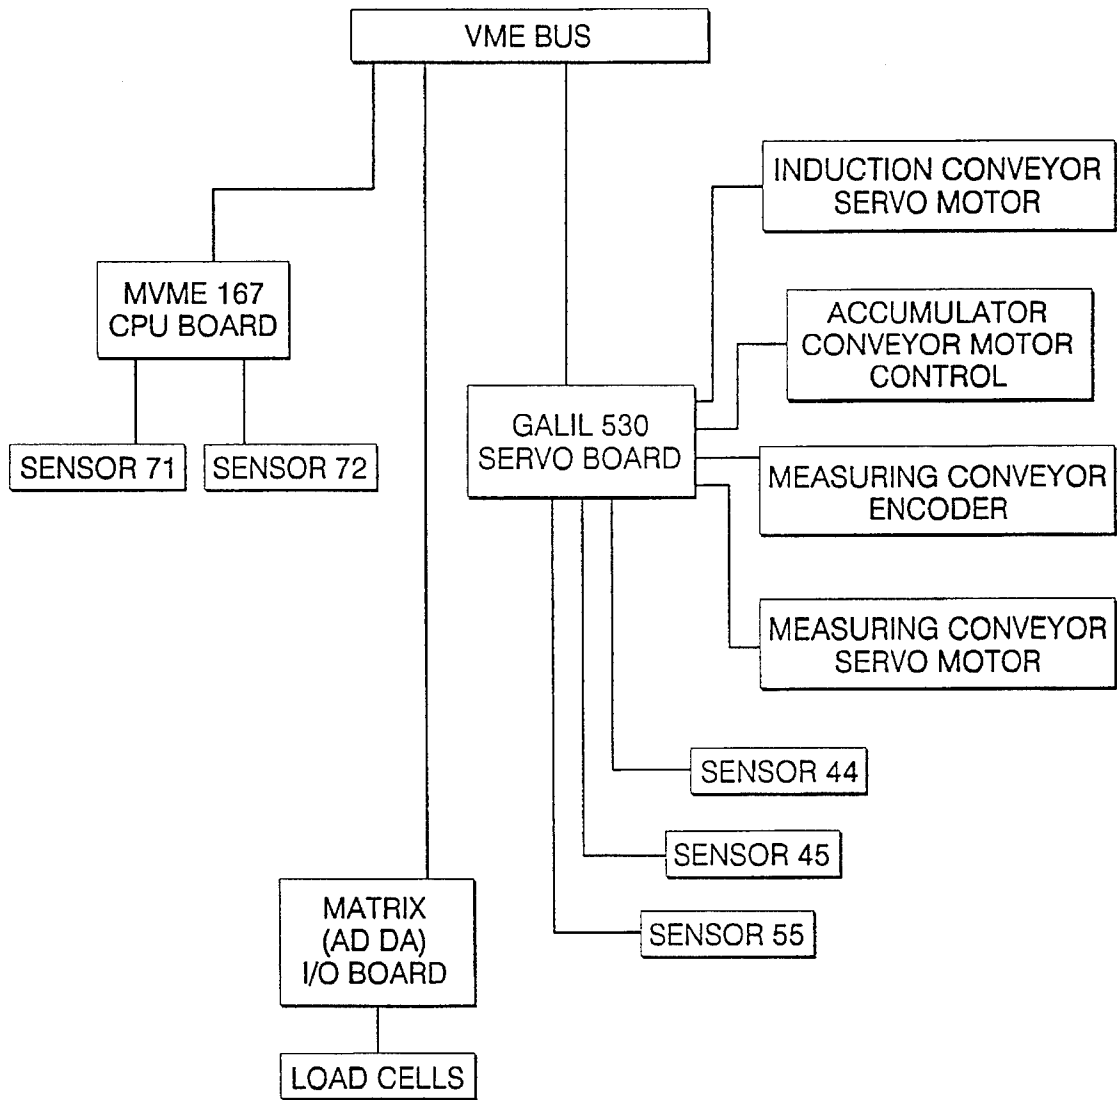 VME BUS
INDUCTION CONVEYOR
SERVO MOTOR
MVME 167
CPU BOARD
ACCUMULATOR
CONVEYOR MOTOR
CONTROL
GALIL 530
SERVO BOARD
SENSOR 71
SENSOR 72
MEASURING CONVEYOR
ENCODER
MEASURING CONVEYOR
SERVO MOTOR
SENSOR 44
SENSOR 45
MATRIX
(AD DA)
I/O BOARD
SENSOR 55
LOAD CELLS